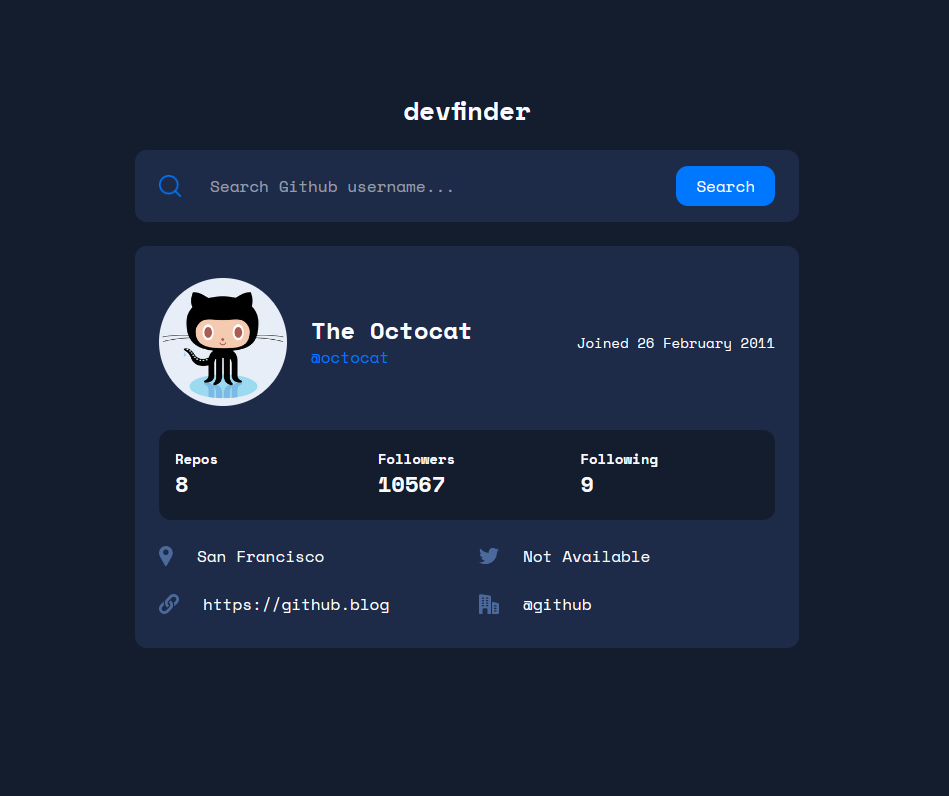 devfinder
Search Github username...
Search
The Octocat
@octocat
Joined 26 February 2011
Repos
8
Followers
10567
Following
9
San Francisco
Not Available
https://github.blog
@github